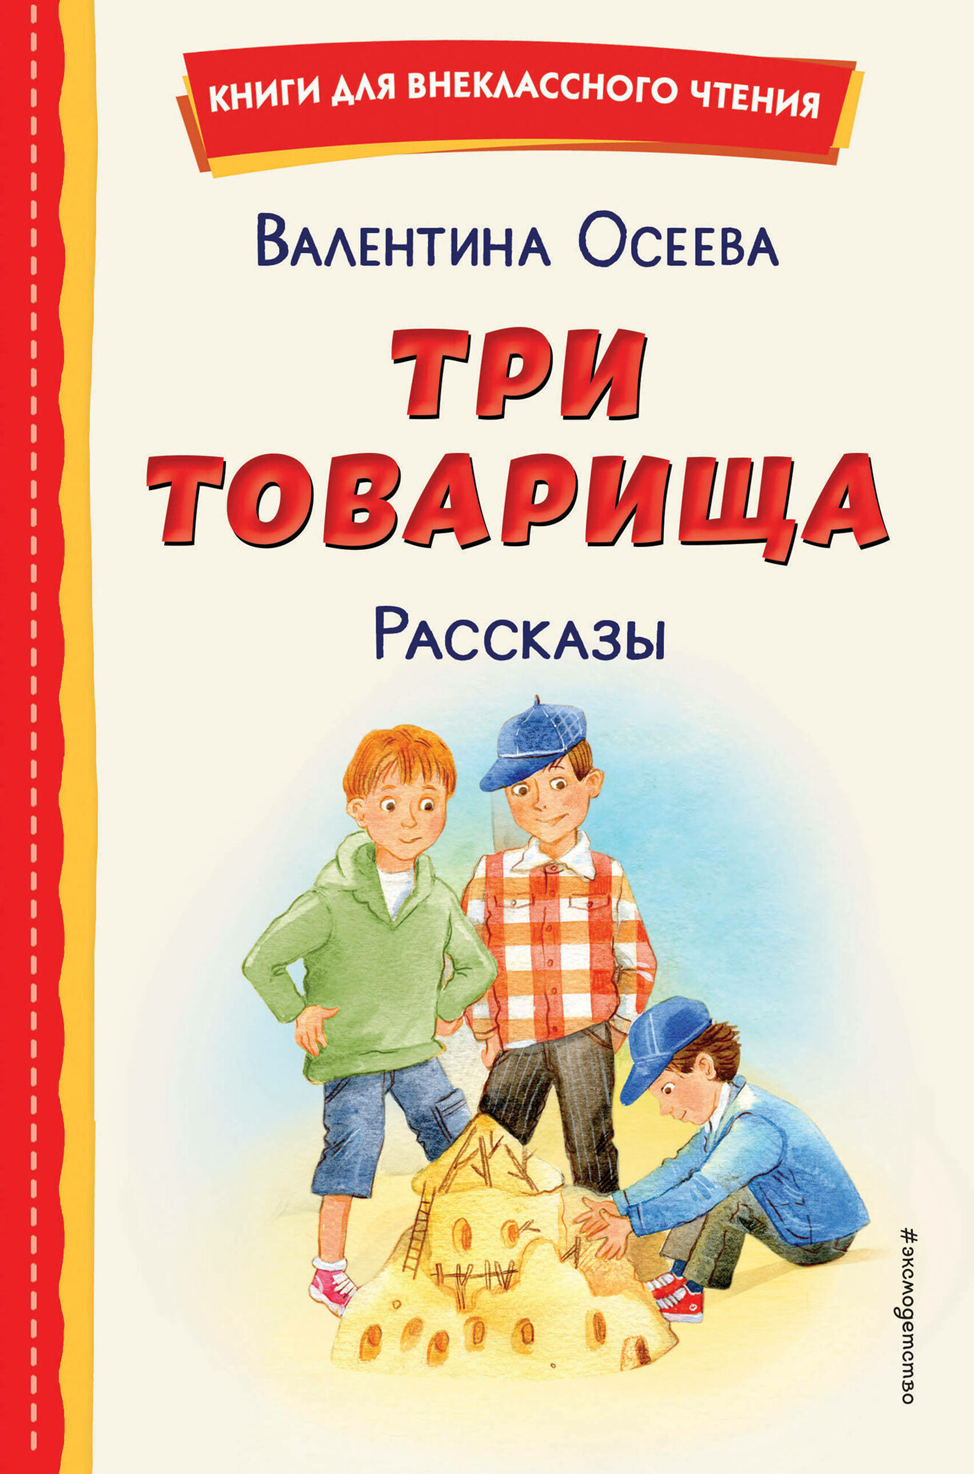 КНИГИ ДЛЯ ВНЕКЛАССНОГО ЧТЕНИЯ
ВАЛЕНТИНА ОСЕЕВА
ТРИ
ТОВАРИЩА
РАССКАЗЫ
#эксмодетство